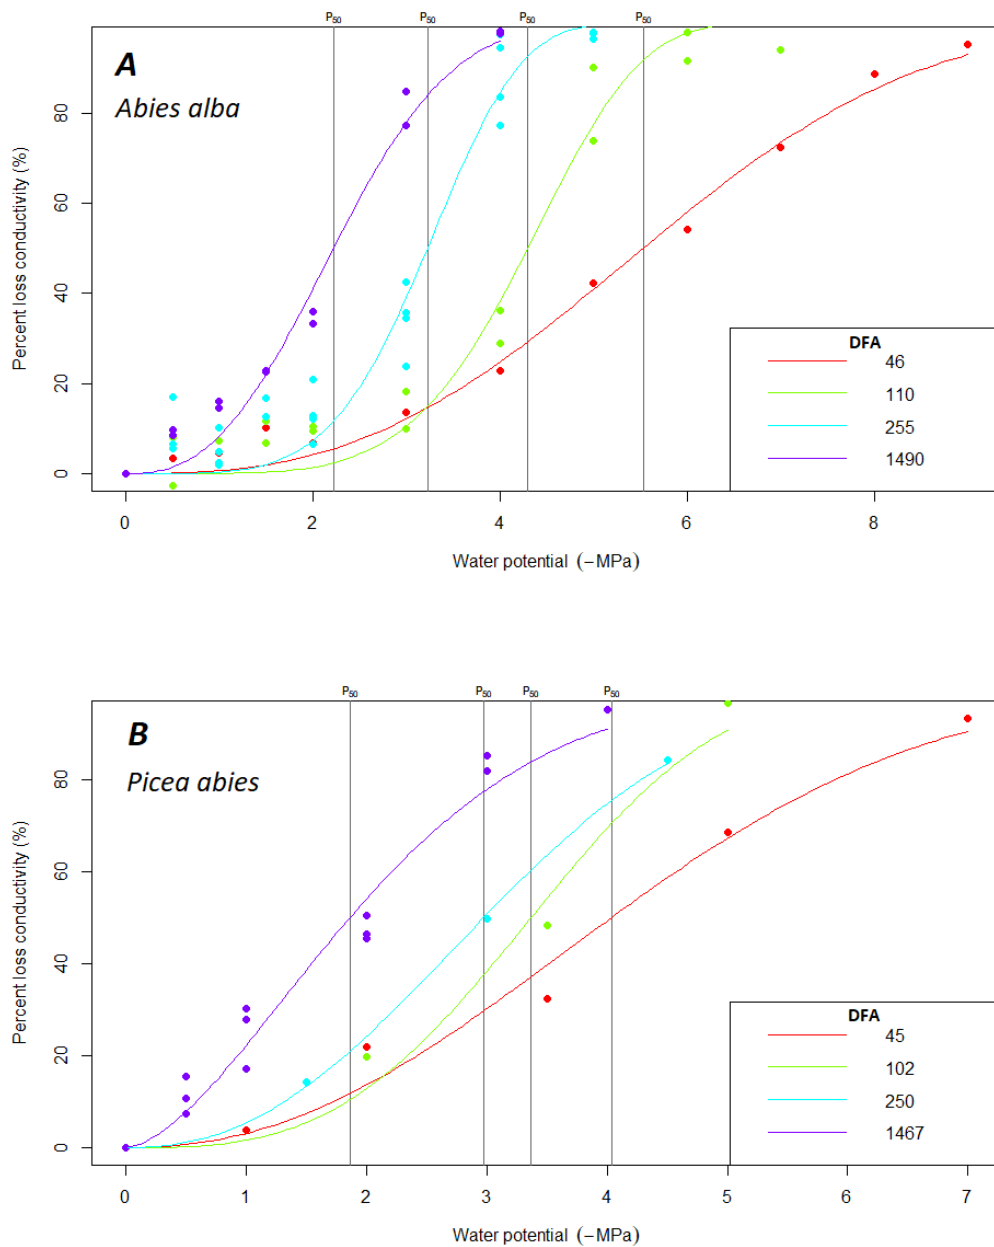 P50 P50 P50 P50
A
Abies alba
Percent loss conductivity (%)
80
60
40
20
0
DFA
46
110
255
1490
0 2 4 6 8
Water potential (−MPa)
P50 P50 P50 P50
B
Picea abies
Percent loss conductivity (%)
80
60
40
20
0
DFA
45
102
250
1467
0 1 2 3 4 5 6 7
Water potential (−MPa)